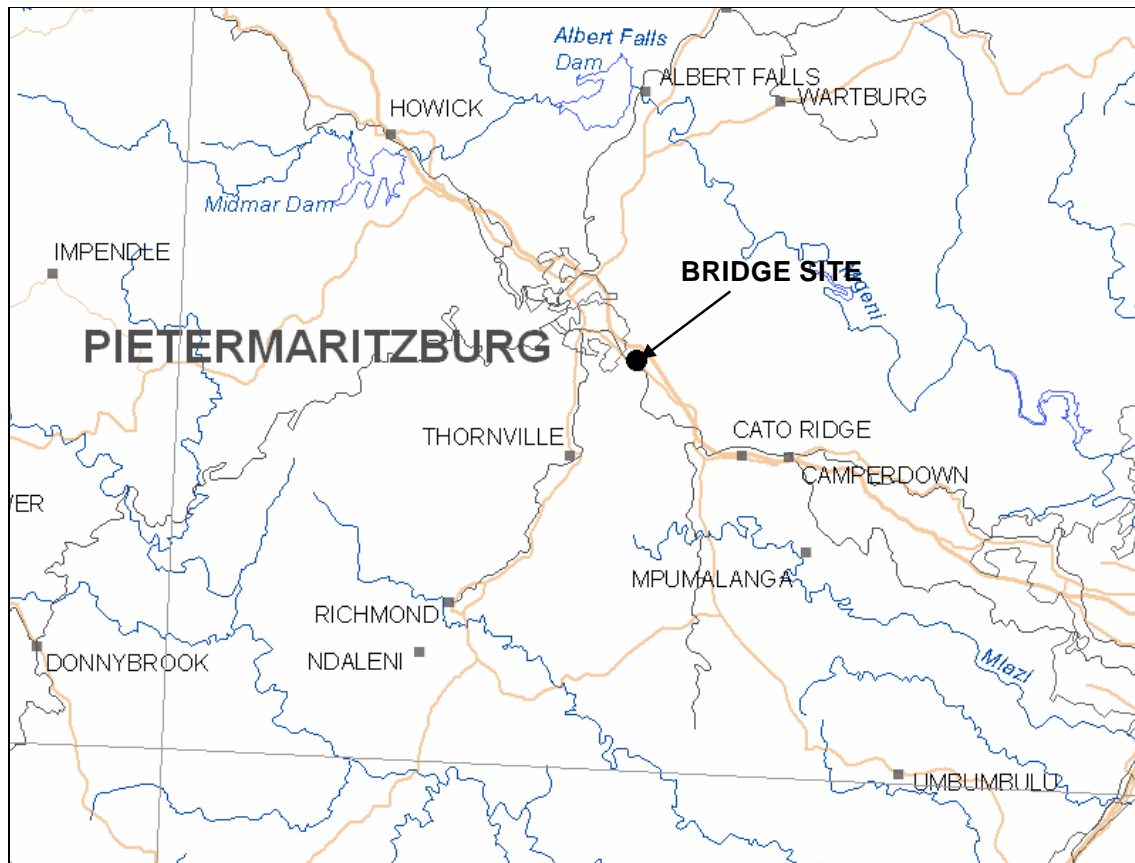 Albert Falls
Dam
ALBERT FALLS
WARTBURG
HOWICK
Midmar Dam
IMPENDLE
BRIDGE SITE
geni
PIETERMARITZBURG
THORNVILLE
CATO RIDGE
CAMPERDOWN
WER
MPUMALANGA
RICHMOND
NDALENI
DONNYBROOK
Mlazi
UMBUMBULU